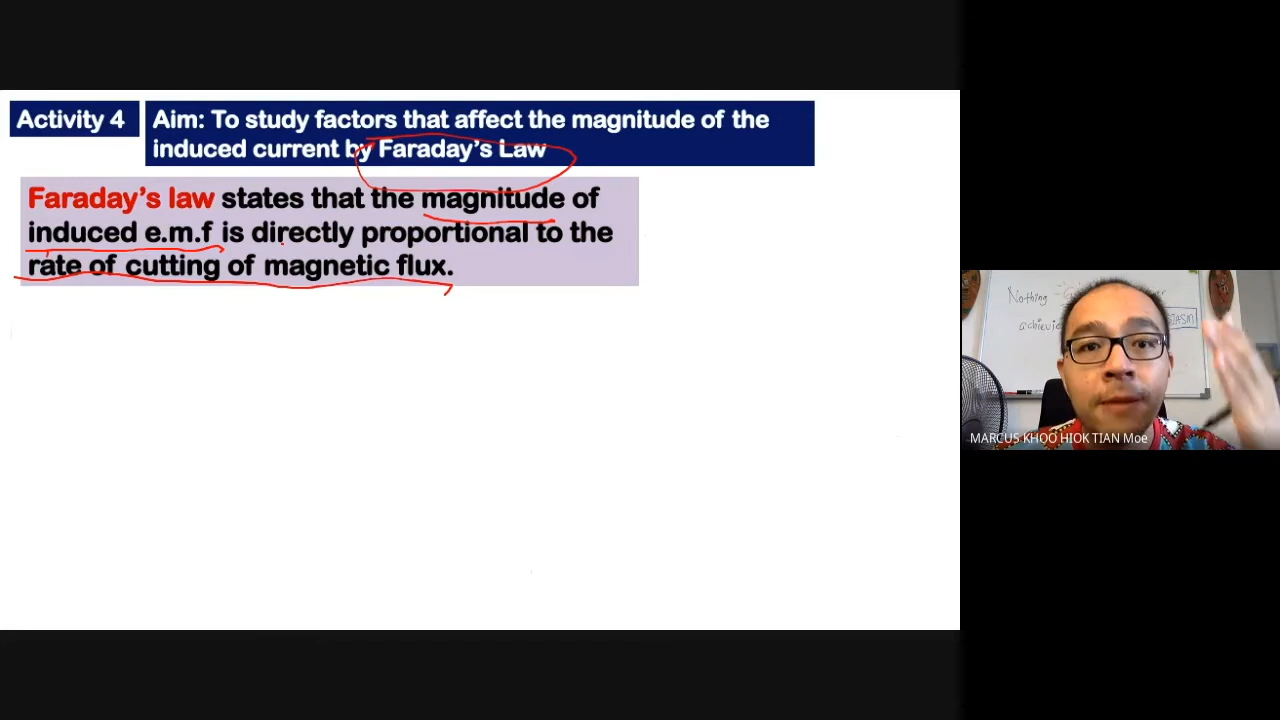 Activity 4
Aim: To study factors that affect the magnitude of the
induced current by Faraday's Law
Faraday's law states that the magnitude of
induced e.m.f is directly proportional to the
rate of cutting of magnetic flux.
Nothing
MARCUS KHOO HIOK TIAN Moe